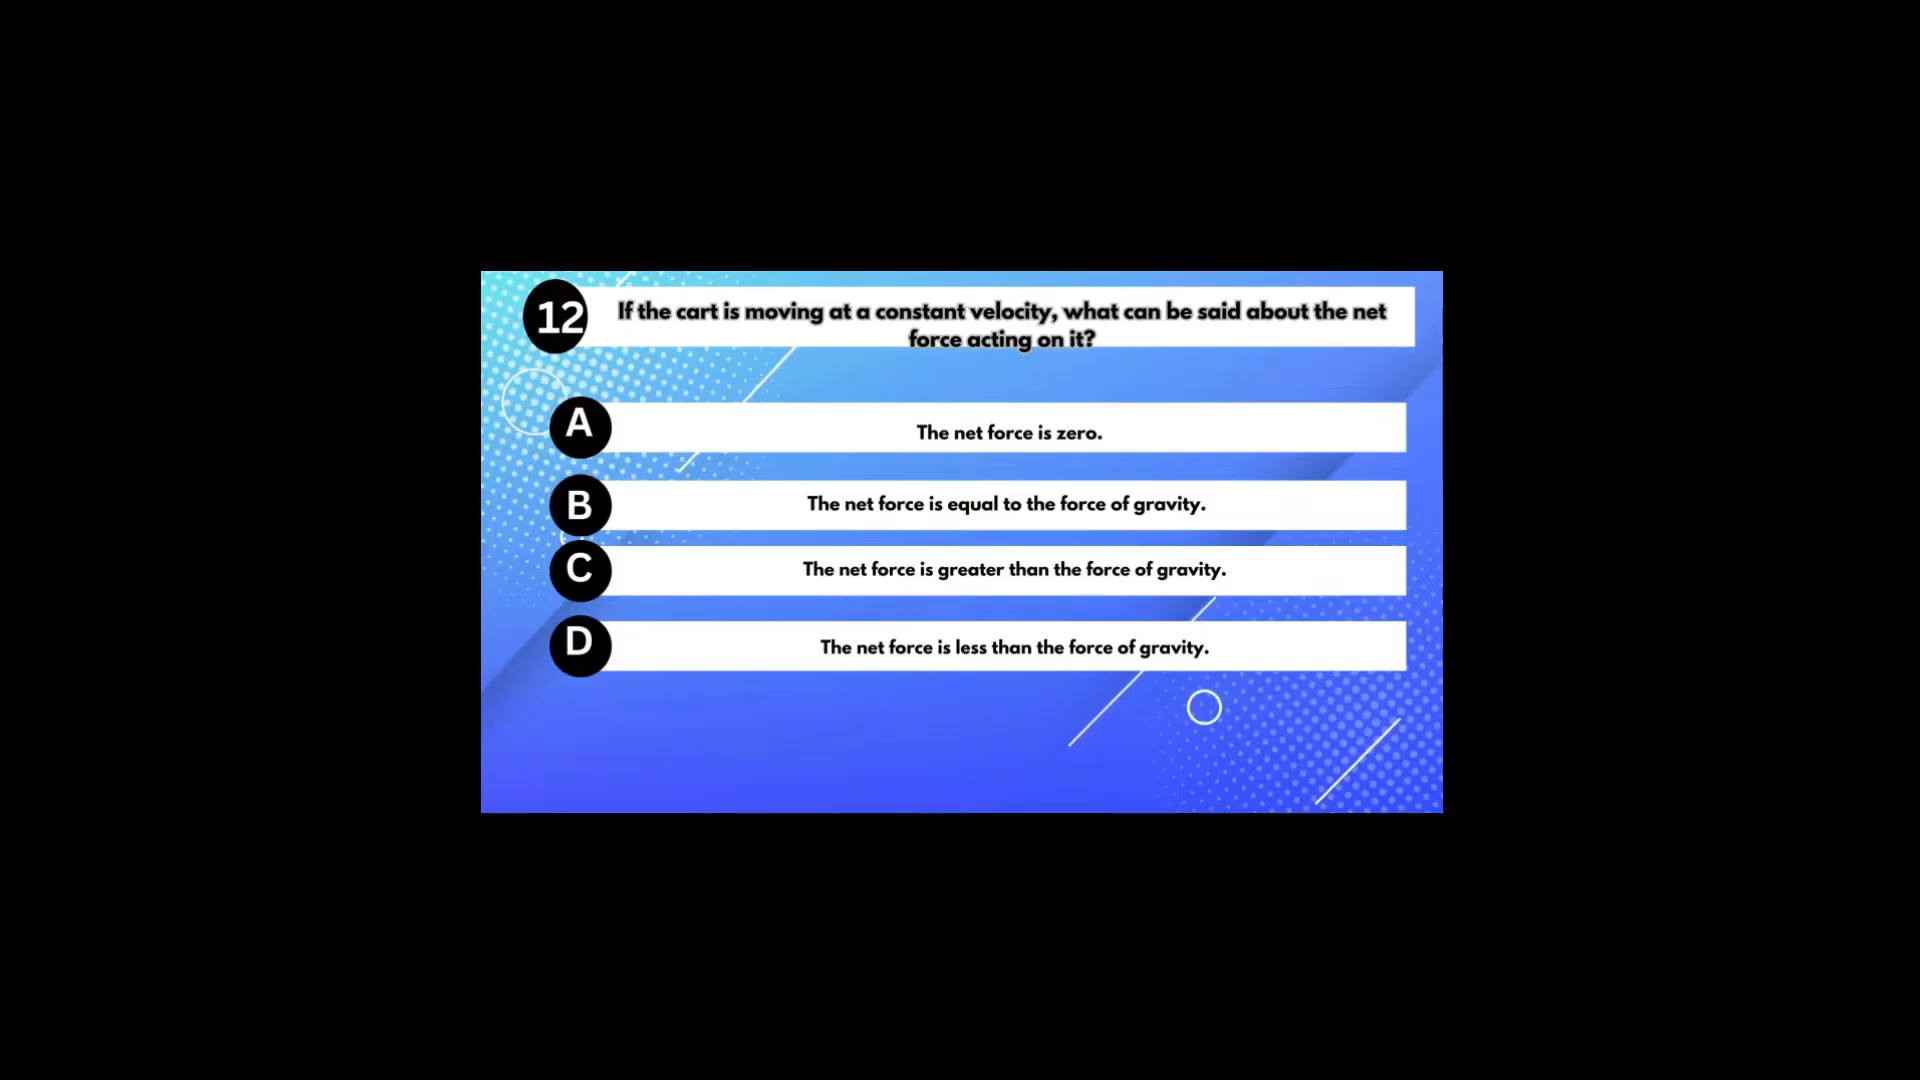 12
If the cart is moving at a constant velocity, what can be said about the net
force acting on it?
A
The net force is zero.
B
The net force is equal to the force of gravity.
C
The net force is greater than the force of gravity.
D
The net force is less than the force of gravity.